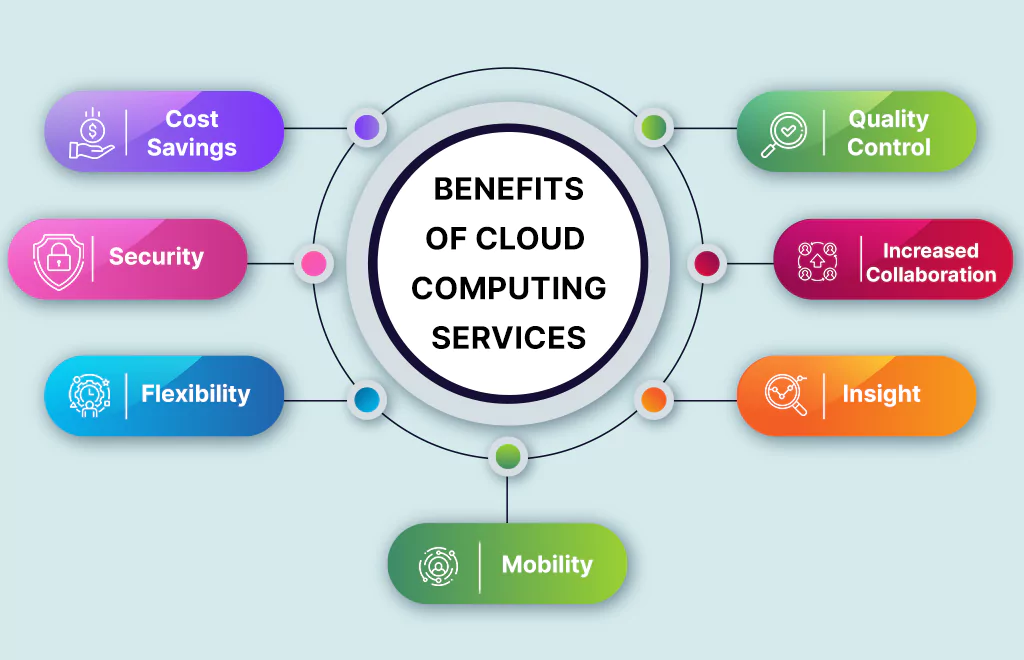 BENEFITS
OF CLOUD
COMPUTING
SERVICES
Cost
Savings
Security
Flexibility
Mobility
Quality
Control
Increased
Collaboration
Insight